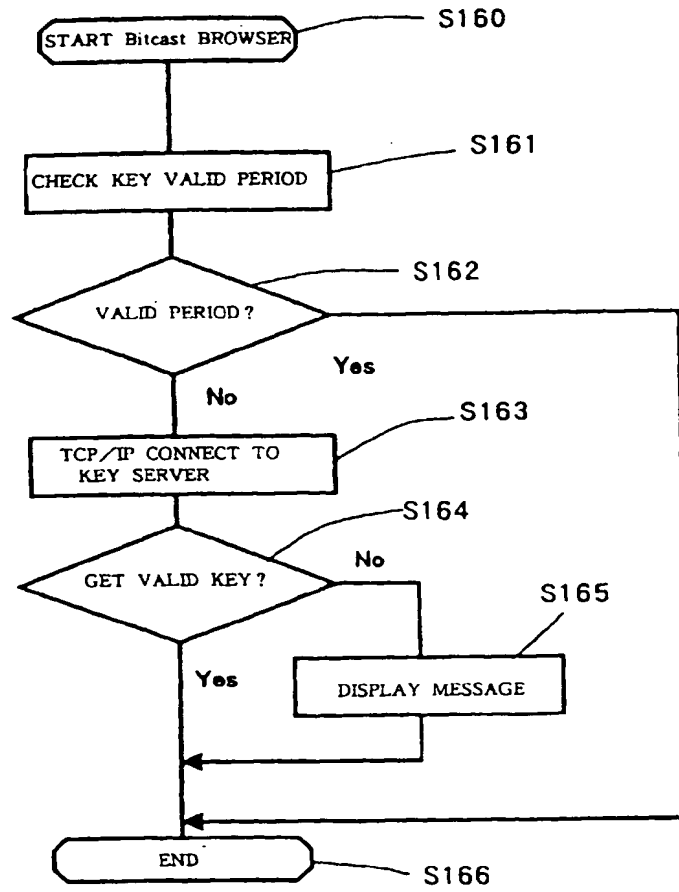 START Bitcast BROWSER
S160
CHECK KEY VALID PERIOD
S161
VALID PERIOD?
S162
Yes
No
TCP/IP CONNECT TO
KEY SERVER
S163
GET VALID KEY?
S164
No
Yes
DISPLAY MESSAGE
S165
END
S166